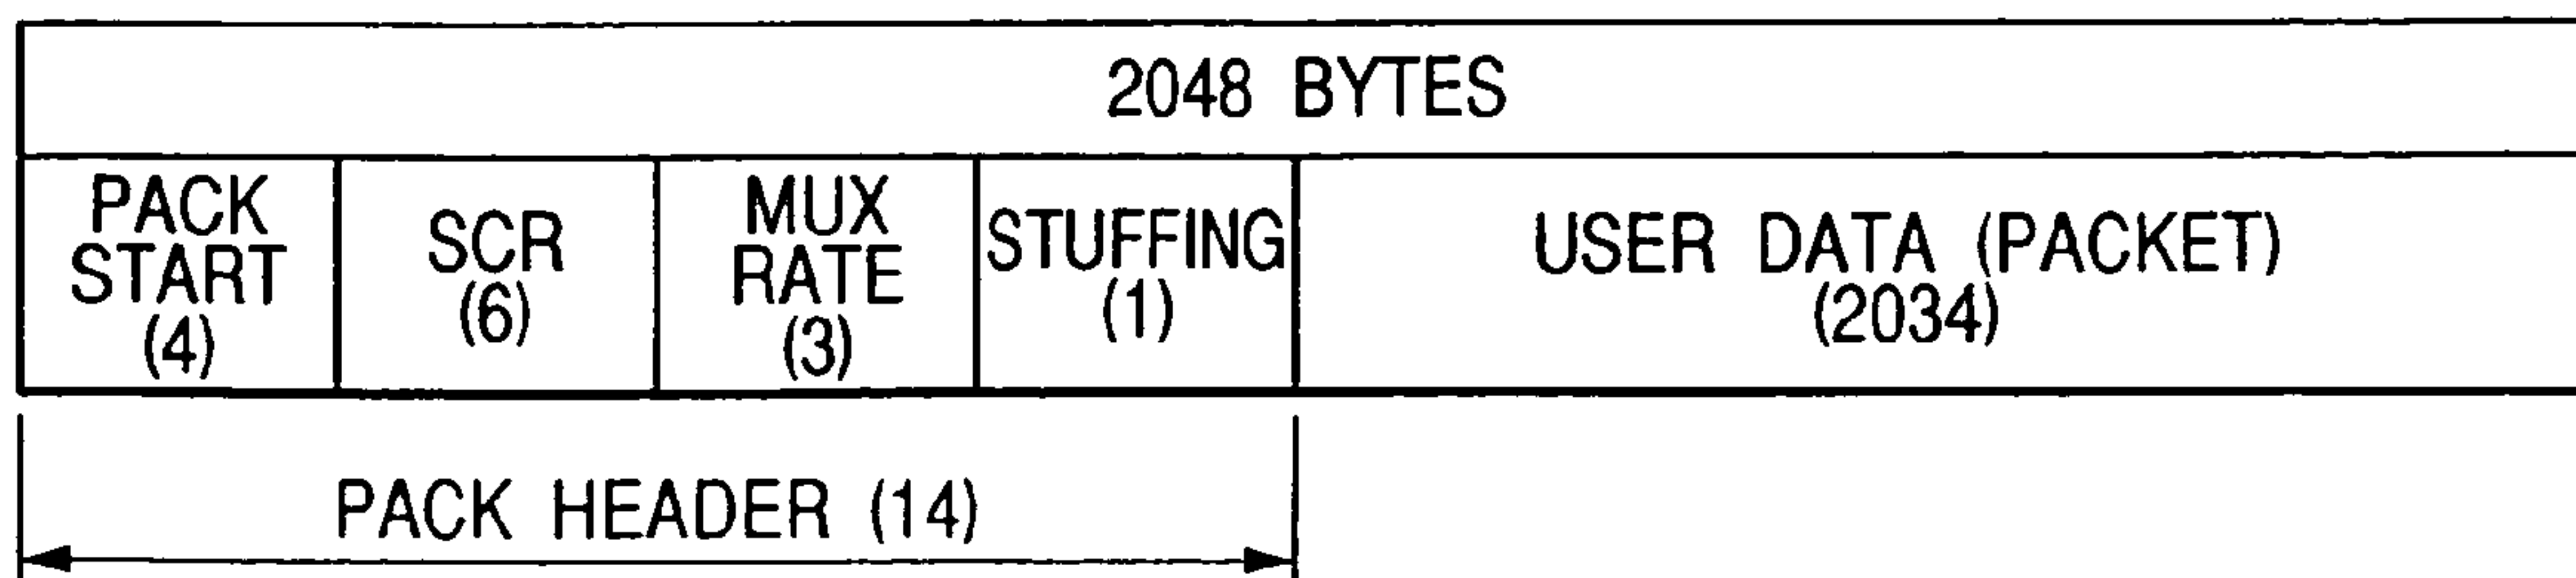 2048 BYTES
PACK
START
(4)
SCR
(6)
MUX
RATE
(3)
STUFFING
(1)
USER DATA (PACKET)
(2034)
PACK HEADER (14)